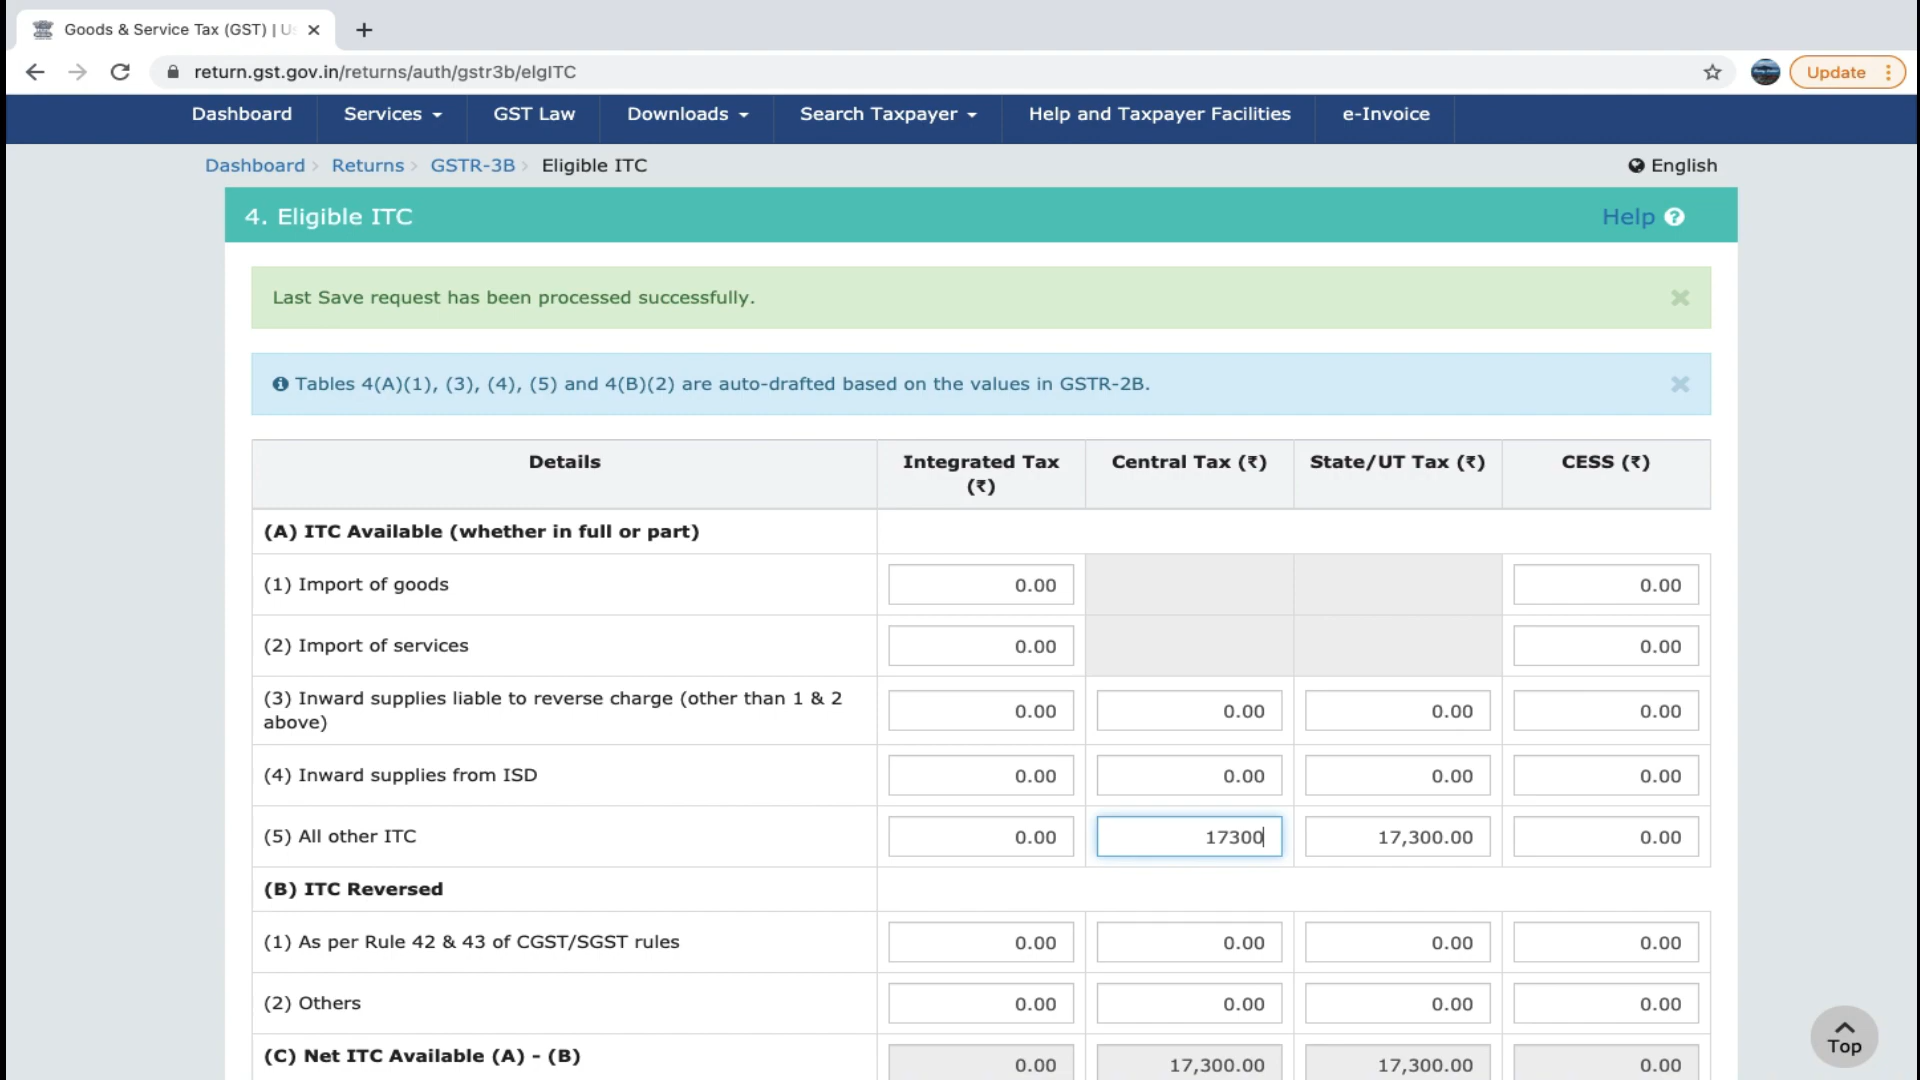 Goods & Service Tax (GST) | Us
return.gst.gov.in/returns/auth/gstr3b/elgITC
Update
Dashboard Services GST Law Downloads Search Taxpayer Help and Taxpayer Facilities e-Invoice
Dashboard > Returns > GSTR-3B > Eligible ITC English
4. Eligible ITC Help ?
Last Save request has been processed successfully.
Tables 4(A)(1), (3), (4), (5) and 4(B)(2) are auto-drafted based on the values in GSTR-2B.
Details Integrated Tax (₹) Central Tax (₹) State/UT Tax (₹) CESS (₹)
(A) ITC Available (whether in full or part)
(1) Import of goods 0.00 0.00
(2) Import of services 0.00 0.00
(3) Inward supplies liable to reverse charge (other than 1 & 2
above) 0.00 0.00 0.00 0.00
(4) Inward supplies from ISD 0.00 0.00 0.00 0.00
(5) All other ITC 0.00 17300 17,300.00 0.00
(B) ITC Reversed
(1) As per Rule 42 & 43 of CGST/SGST rules 0.00 0.00 0.00 0.00
(2) Others 0.00 0.00 0.00 0.00
(C) Net ITC Available (A) - (B) 0.00 17,300.00 17,300.00 0.00
Top